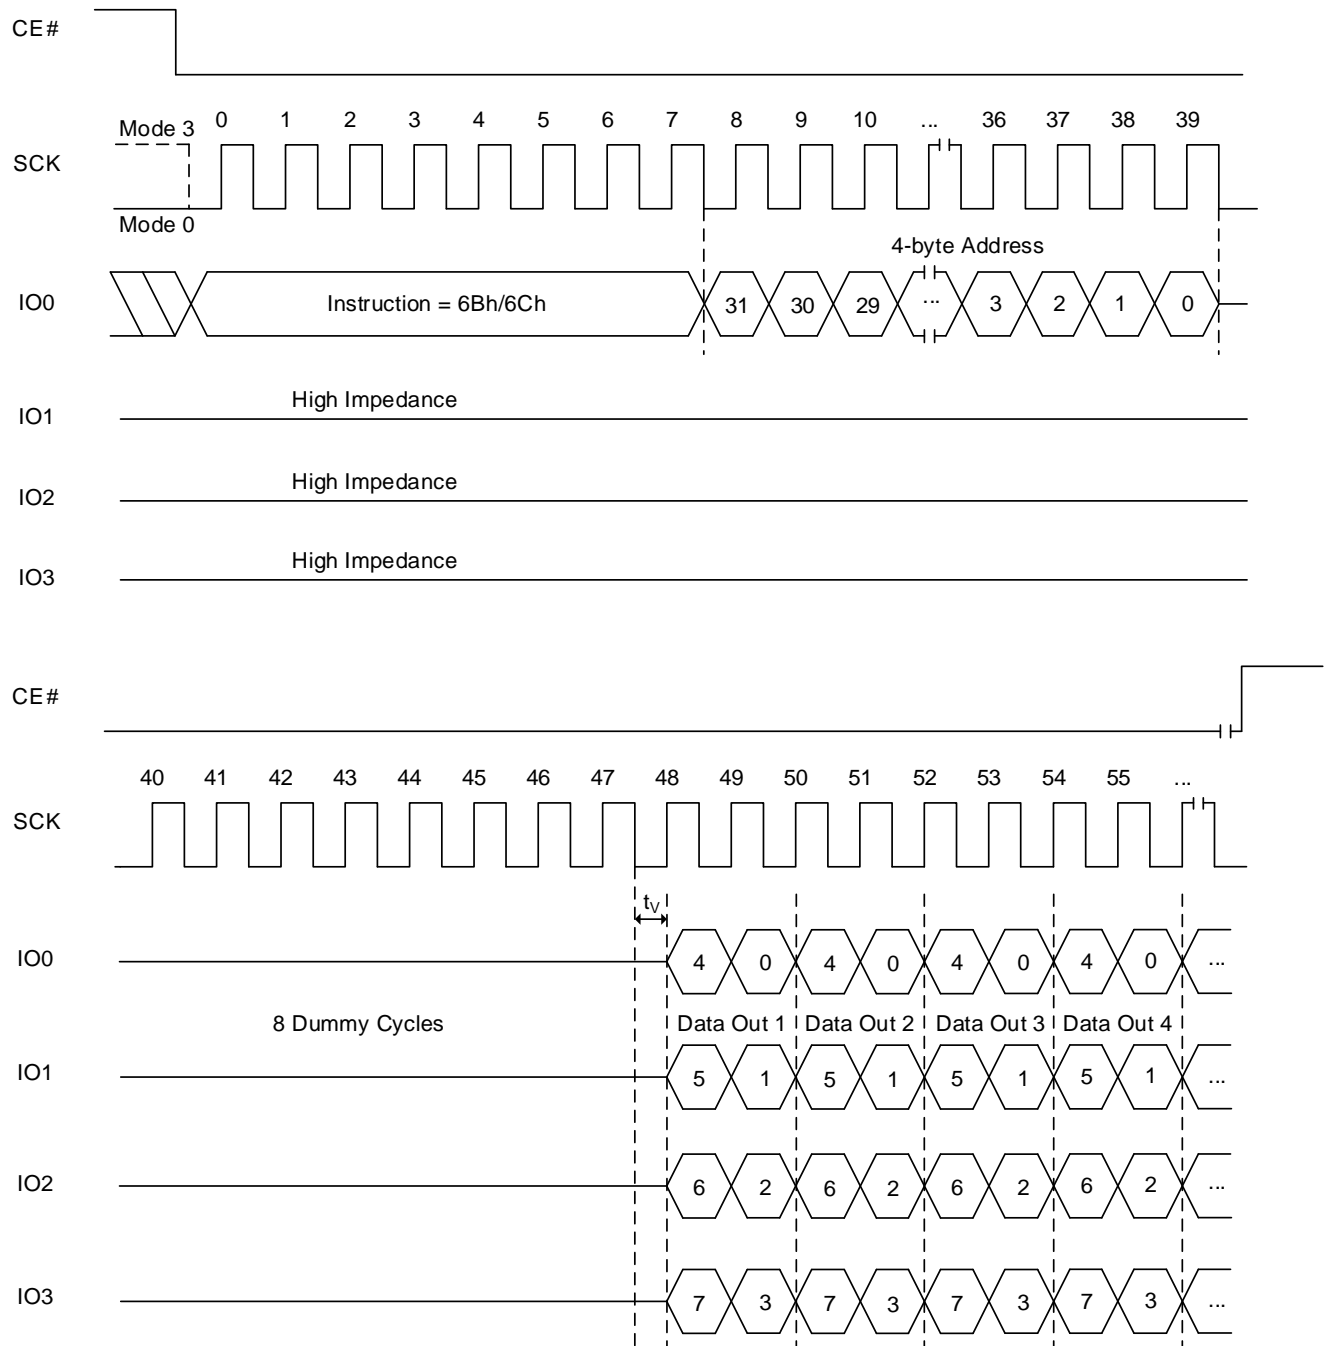 CE#
Mode 3 0 1 2 3 4 5 6 7 8 9 10 ... 36 37 38 39
SCK
Mode 0
4-byte Address
IO0 Instruction = 6Bh/6Ch 31 30 29 ... 3 2 1 0
High Impedance
IO1
High Impedance
IO2
High Impedance
IO3
CE#
40 41 42 43 44 45 46 47 48 49 50 51 52 53 54 55 ...
SCK
tV
IO0 4 0 4 0 4 0 4 0 ...
8 Dummy Cycles Data Out 1 Data Out 2 Data Out 3 Data Out 4
IO1 5 1 5 1 5 1 5 1 ...
IO2 6 2 6 2 6 2 6 2 ...
IO3 7 3 7 3 7 3 7 3 ...